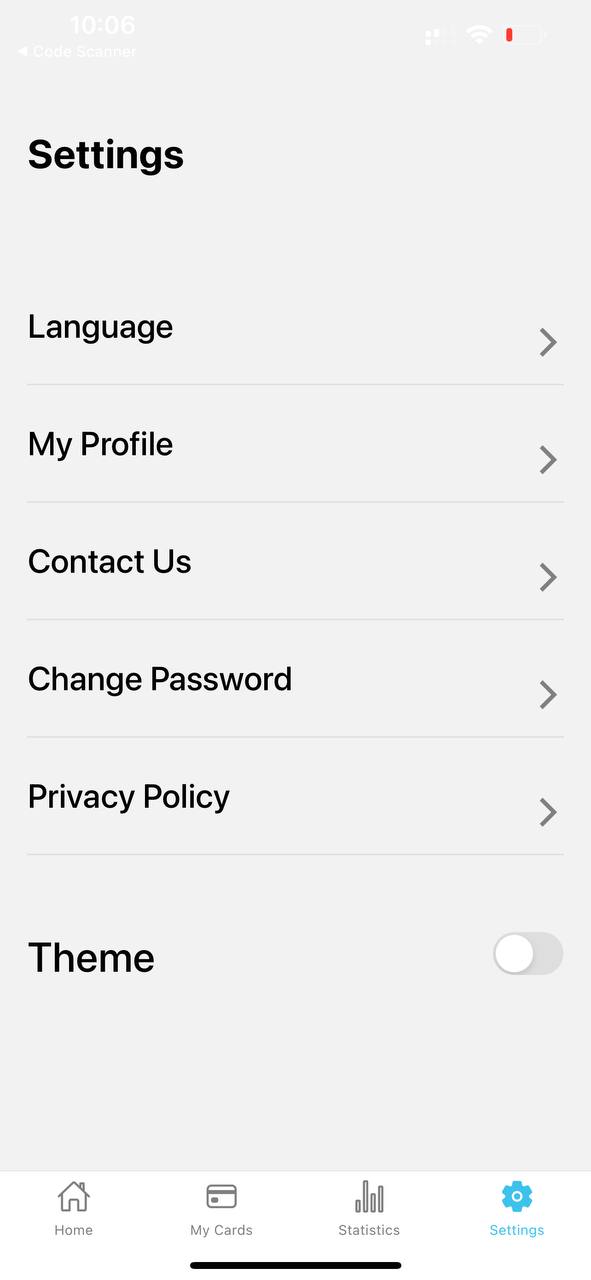 10:06
◀ Code Scanner
Settings
Language
My Profile
Contact Us
Change Password
Privacy Policy
Theme
Home
My Cards
Statistics
Settings